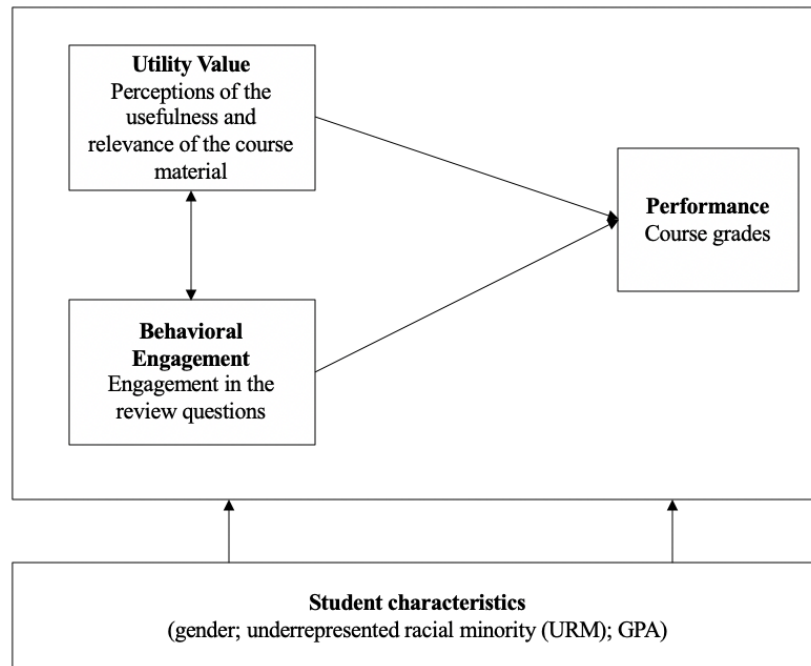 Utility Value
Perceptions of the
usefulness and
relevance of the course
material
Performance
Course grades
Behavioral
Engagement
Engagement in the
review questions
Student characteristics
(gender; underrepresented racial minority (URM); GPA)